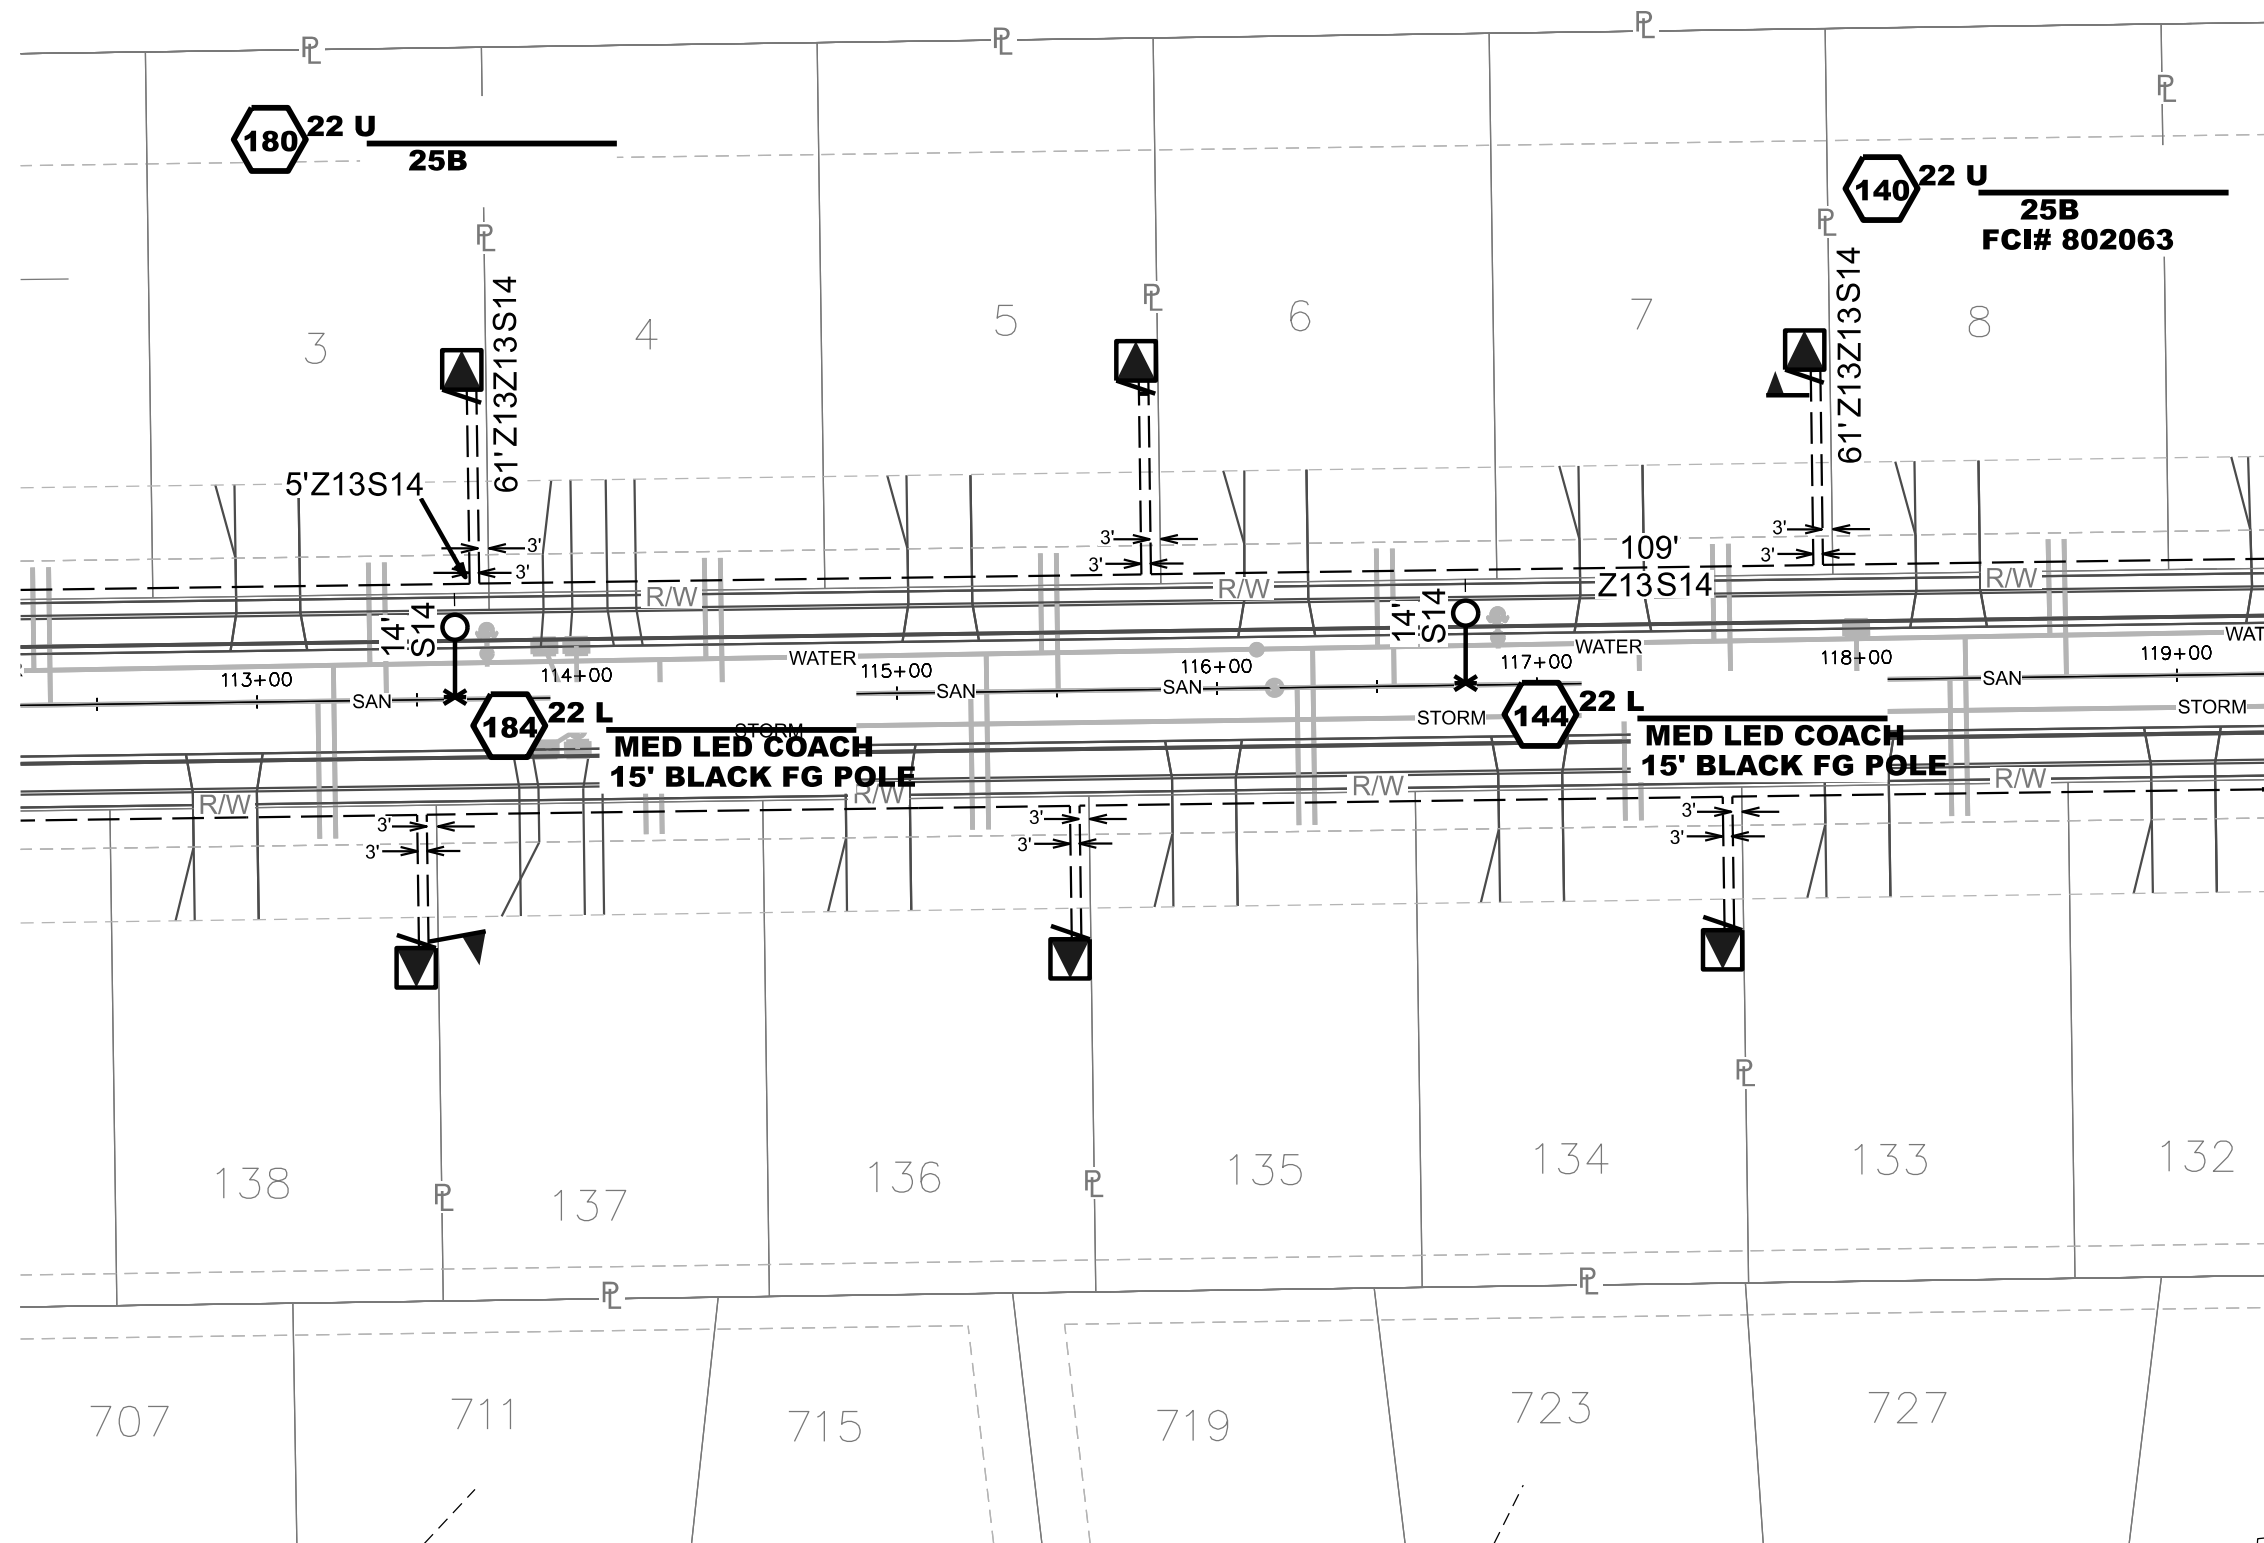 PL
PL
PL
PL
180
22 U
25B
140
22 U
25B
FCI# 802063
PL
PL
PL
3
4
5
6
7
8
61'Z13Z13S14
61'Z13Z13S14
5'Z13S14
3'
3'
3'
3'
3'
3'
109'
Z13S14
R/W
R/W
R/W
14'
S14
14'
S14
WATER
WATER
WAT
113+00
114+00
115+00
116+00
117+00
118+00
119+00
SAN
SAN
SAN
SAN
184
22 L
STORM
MED LED COACH
15' BLACK FG POLE
144
22 L
STORM
MED LED COACH
15' BLACK FG POLE
STORM
R/W
R/W
R/W
R/W
3'
3'
3'
3'
3'
3'
PL
PL
PL
138
137
136
135
134
133
132
PL
PL
707
711
715
719
723
727